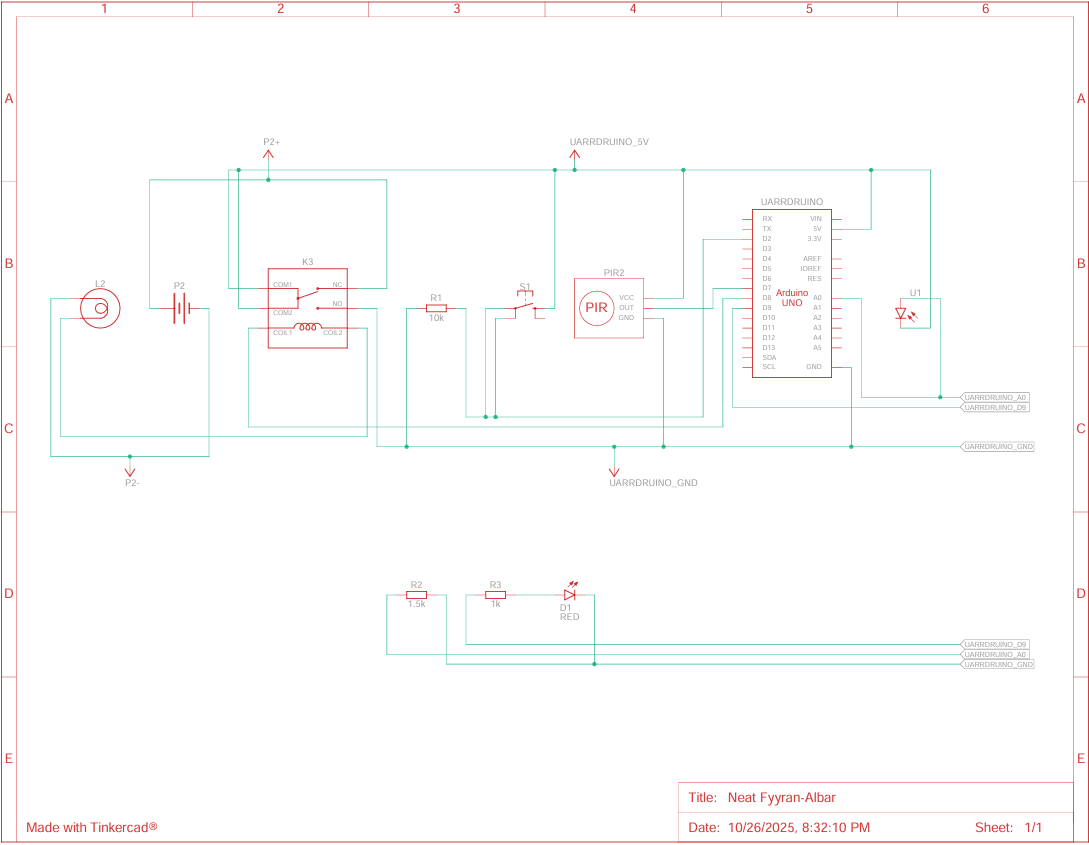 1 2 3 4 5 6
A A
P2+ UARRDRUINO_5V
UARRDRUINO
RX VIN
TX 5V
D2 3.3V
D3
B B
K3 PIR2
D4 AREF
D5 IOREF
D6 RES
L2 P2 COM1 NC R1 S1 PIR VCC D7 Arduino U1
D8 UNO A0
COM2 NO 10k OUT D9 A1
GND D10 A2
COIL1 COIL2 D11 A3
D12 A4
D13 A5
SDA
SCL GND
UARRDRUINO_A0
UARRDRUINO_D9
C C
UARRDRUINO_GND
P2- UARRDRUINO_GND
R2 R3
D D
1.5k 1k D1
RED
UARRDRUINO_D9
UARRDRUINO_A0
UARRDRUINO_GND
E E
Title: Neat Fyyran-Albar
Made with Tinkercad® Date: 10/26/2025, 8:32:10 PM Sheet: 1/1